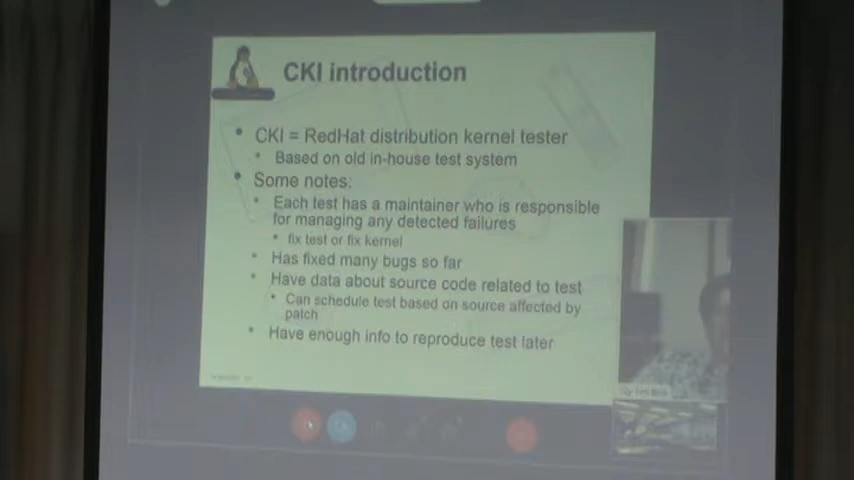 CKI introduction
CKI = RedHat distribution kernel tester
Based on old in-house test system
Some notes:
Each test has a maintainer who is responsible
for managing any detected failures
fix test or fix kernel
Has fixed many bugs so far
Have data about source code related to test
Can schedule test based on source affected by
patch
Have enough info to reproduce test later